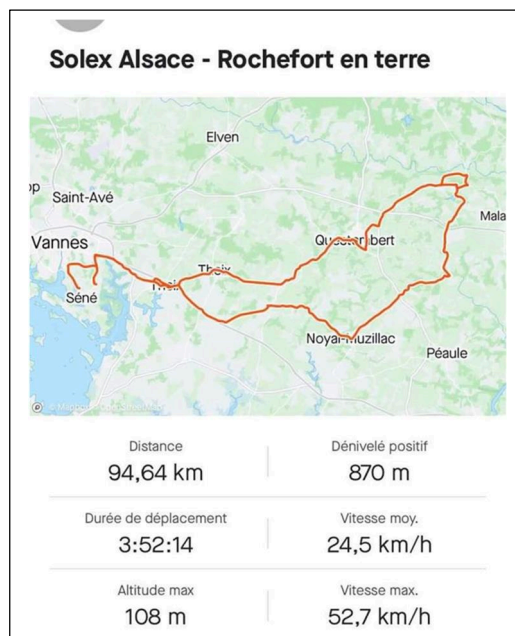 Solex Alsace - Rochefort en terre
Elven
Saint-Avé
Mala
Questembert
Vannes
Theix
Theix
Séné
Noyal-Muzillac
Péaule
Distance
Dénivelé positif
94,64 km
870 m
Durée de déplacement
Vitesse moy.
3:52:14
24,5 km/h
Altitude max
Vitesse max.
108 m
52,7 km/h